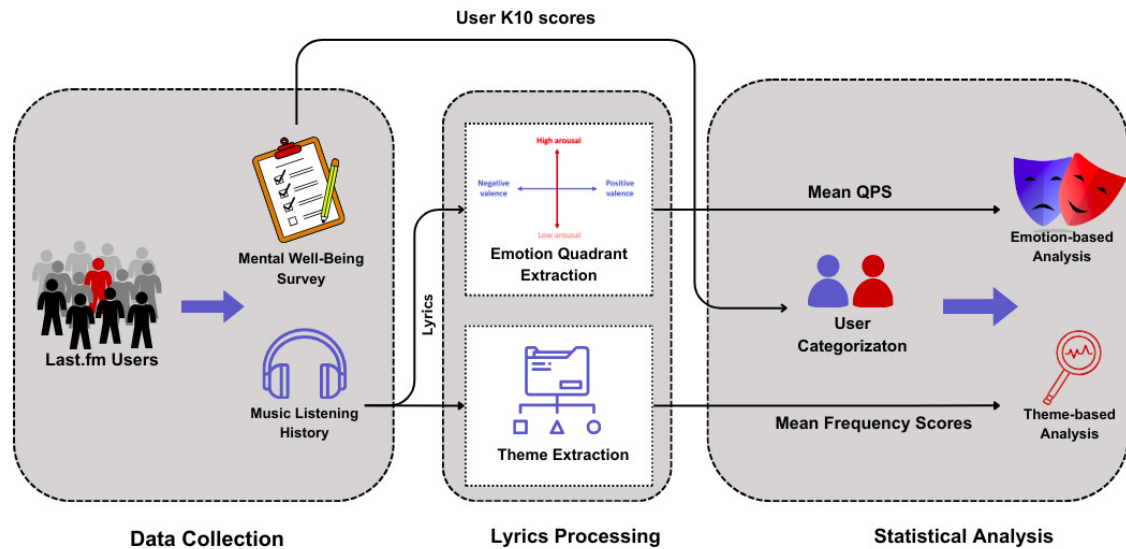 User K10 scores
Last.fm Users
Mental Well-Being
Survey
Music Listening
History
Lyrics
High arousal
Negative
valence
Positive
valence
Low arousal
Emotion Quadrant
Extraction
Theme Extraction
Mean QPS
User
Categorizaton
Mean Frequency Scores
Emotion-based
Analysis
Theme-based
Analysis
Data Collection
Lyrics Processing
Statistical Analysis